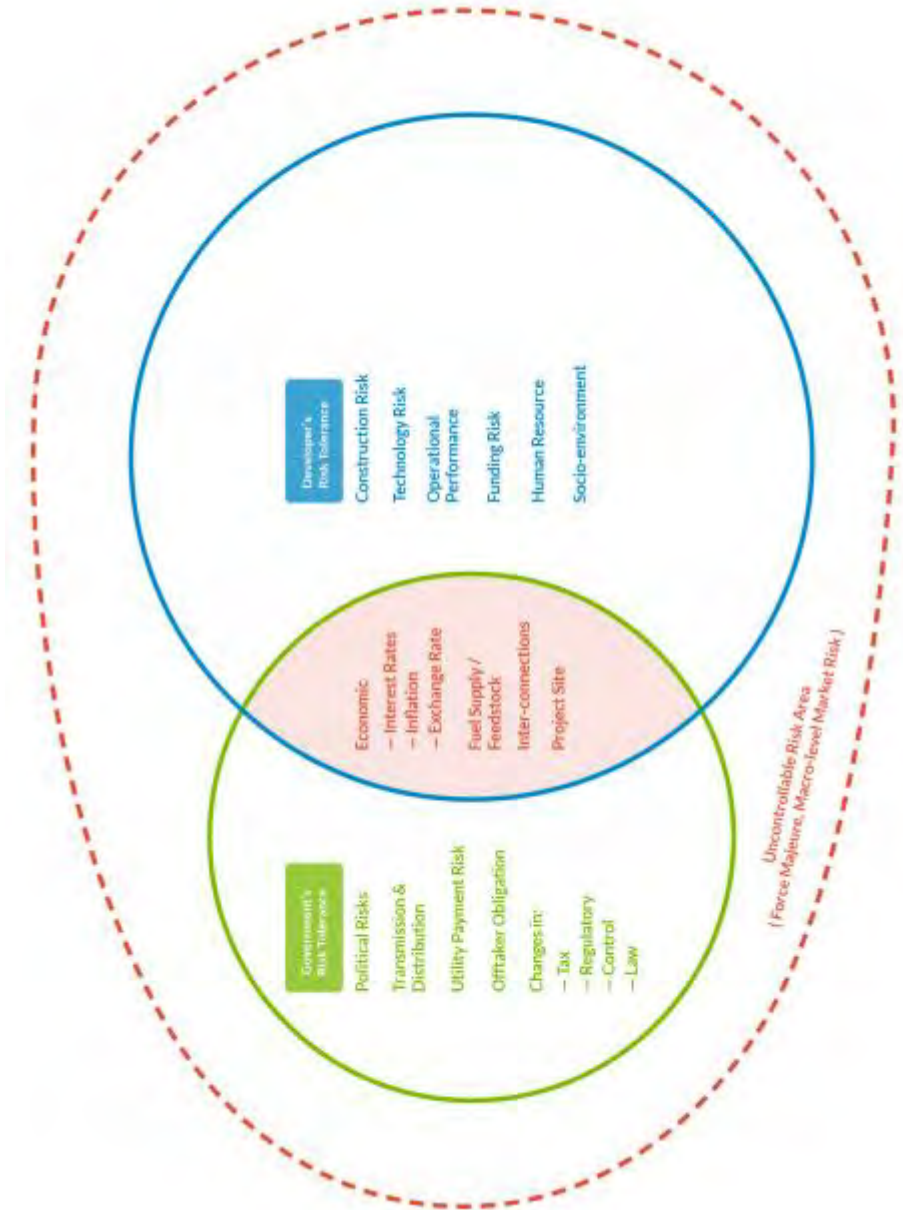 Government's
Risk Tolerance
Political Risks
Transmission &
Distribution
Utility Payment Risk
Offtaker Obligation
Changes in:
– Tax
– Regulatory
– Control
– Law
Economic
– Interest Rates
– Inflation
– Exchange Rate
Fuel Supply /
Feedstock
Inter-connections
Project Site
Developer's
Risk Tolerance
Construction Risk
Technology Risk
Operational
Performance
Funding Risk
Human Resource
Socio-environment
Uncontrollable Risk Area
( Force Majeure, Macro-level Market Risk )